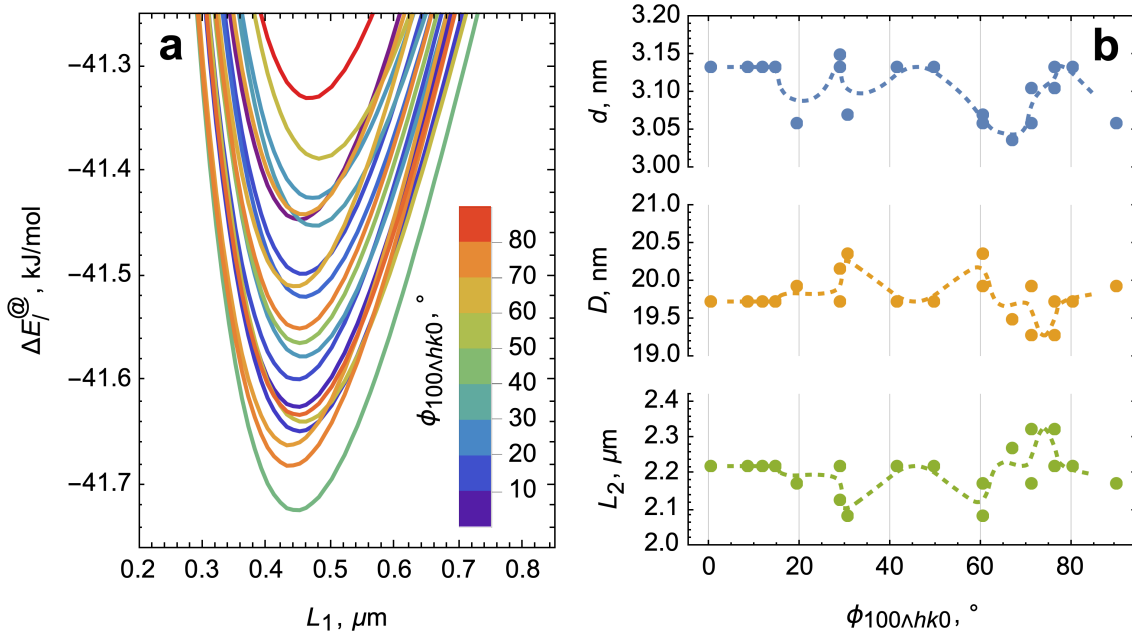 a
−41.3
−41.4
−41.5
−41.6
−41.7
ΔE_l^@, kJ/mol
0.2 0.3 0.4 0.5 0.6 0.7 0.8
L₁, μm
ϕ₁₀₀∧hk0, °
80
70
60
50
40
30
20
10
b
3.20
3.15
3.10
3.05
3.00
d, nm
21.0
20.5
20.0
19.5
19.0
D, nm
2.4
2.3
2.2
2.1
2.0
L₂, μm
0 20 40 60 80
ϕ₁₀₀∧hk0, °